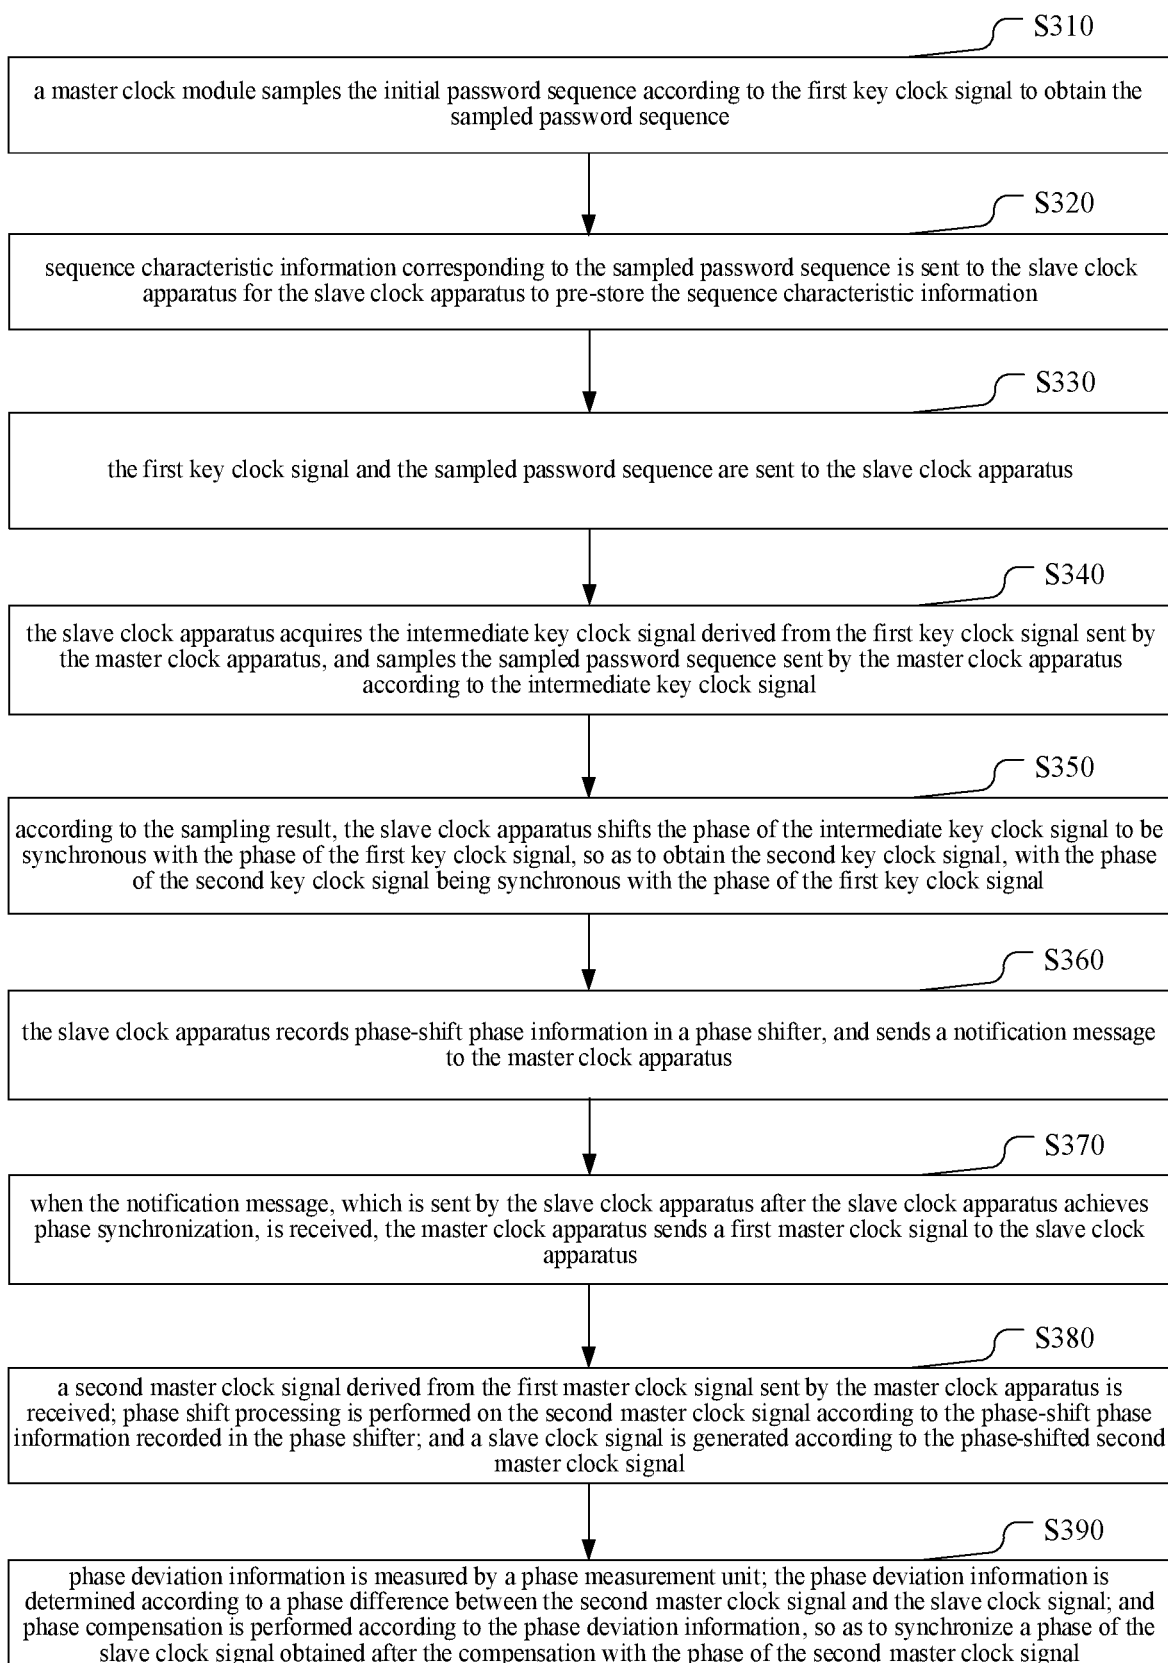 S310
a master clock module samples the initial password sequence according to the first key clock signal to obtain the
sampled password sequence
S320
sequence characteristic information corresponding to the sampled password sequence is sent to the slave clock
apparatus for the slave clock apparatus to pre-store the sequence characteristic information
S330
the first key clock signal and the sampled password sequence are sent to the slave clock apparatus
S340
the slave clock apparatus acquires the intermediate key clock signal derived from the first key clock signal sent by
the master clock apparatus, and samples the sampled password sequence sent by the master clock apparatus
according to the intermediate key clock signal
S350
according to the sampling result, the slave clock apparatus shifts the phase of the intermediate key clock signal to be
synchronous with the phase of the first key clock signal, so as to obtain the second key clock signal, with the phase
of the second key clock signal being synchronous with the phase of the first key clock signal
S360
the slave clock apparatus records phase-shift phase information in a phase shifter, and sends a notification message
to the master clock apparatus
S370
when the notification message, which is sent by the slave clock apparatus after the slave clock apparatus achieves
phase synchronization, is received, the master clock apparatus sends a first master clock signal to the slave clock
apparatus
S380
a second master clock signal derived from the first master clock signal sent by the master clock apparatus is
received; phase shift processing is performed on the second master clock signal according to the phase-shift phase
information recorded in the phase shifter; and a slave clock signal is generated according to the phase-shifted second
master clock signal
S390
phase deviation information is measured by a phase measurement unit; the phase deviation information is
determined according to a phase difference between the second master clock signal and the slave clock signal; and
phase compensation is performed according to the phase deviation information, so as to synchronize a phase of the
slave clock signal obtained after the compensation with the phase of the second master clock signal